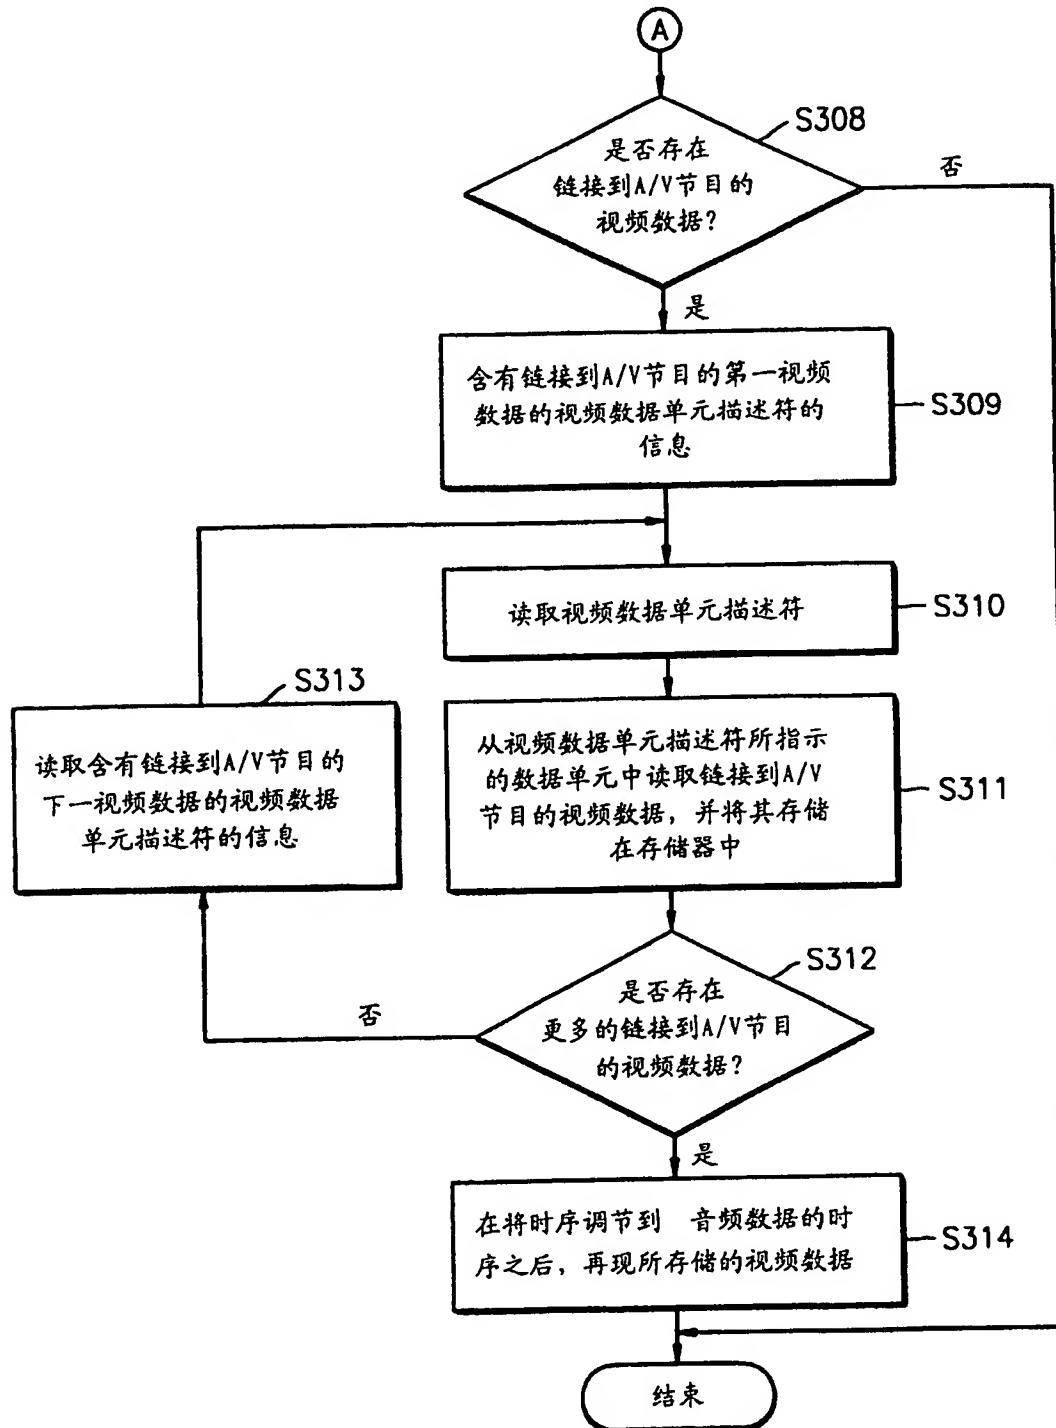 A
S308
是否存在
链接到A/V节目的
视频数据?
否
是
含有链接到A/V节目的第一视频
数据的视频数据单元描述符的
信息
S309
读取视频数据单元描述符
S310
S313
读取含有链接到A/V节目的
下一视频数据的视频数据
单元描述符的信息
从视频数据单元描述符所指示
的数据单元中读取链接到A/V
节目的视频数据，并将其存储
在存储器中
S311
S312
是否存在
更多的链接到A/V节目
的视频数据?
否
是
在将时序调节到 音频数据的时
序之后，再现所存储的视频数据
S314
结束